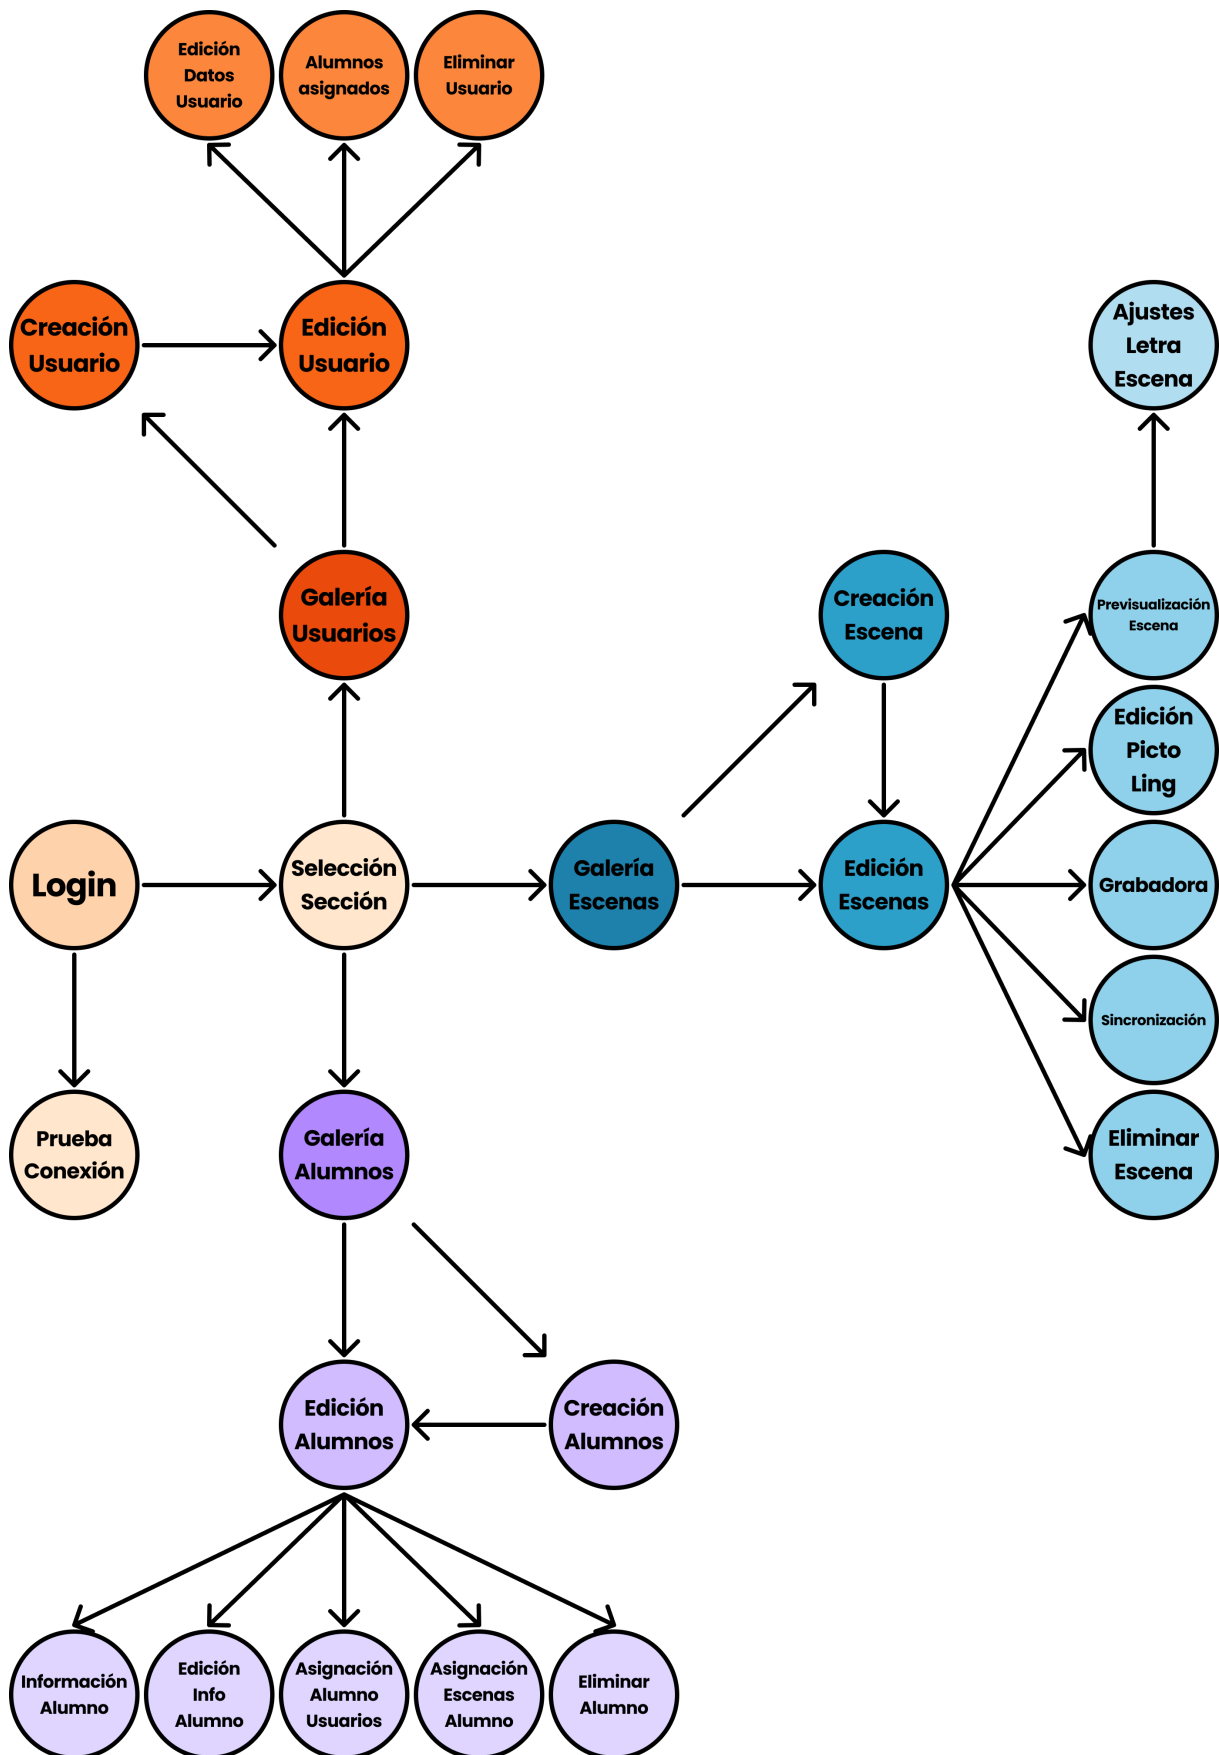 Edición
Datos
Usuario
Alumnos
asignados
Eliminar
Usuario
Creación
Usuario
Edición
Usuario
Ajustes
Letra
Escena
Galería
Usuarios
Creación
Escena
Previsualización
Escena
Edición
Picto
Ling
Login
Selección
Sección
Galería
Escenas
Edición
Escenas
Grabadora
Sincronización
Prueba
Conexión
Galería
Alumnos
Eliminar
Escena
Edición
Alumnos
Creación
Alumnos
Información
Alumno
Edición
Info
Alumno
Asignación
Alumno
Usuarios
Asignación
Escenas
Alumno
Eliminar
Alumno